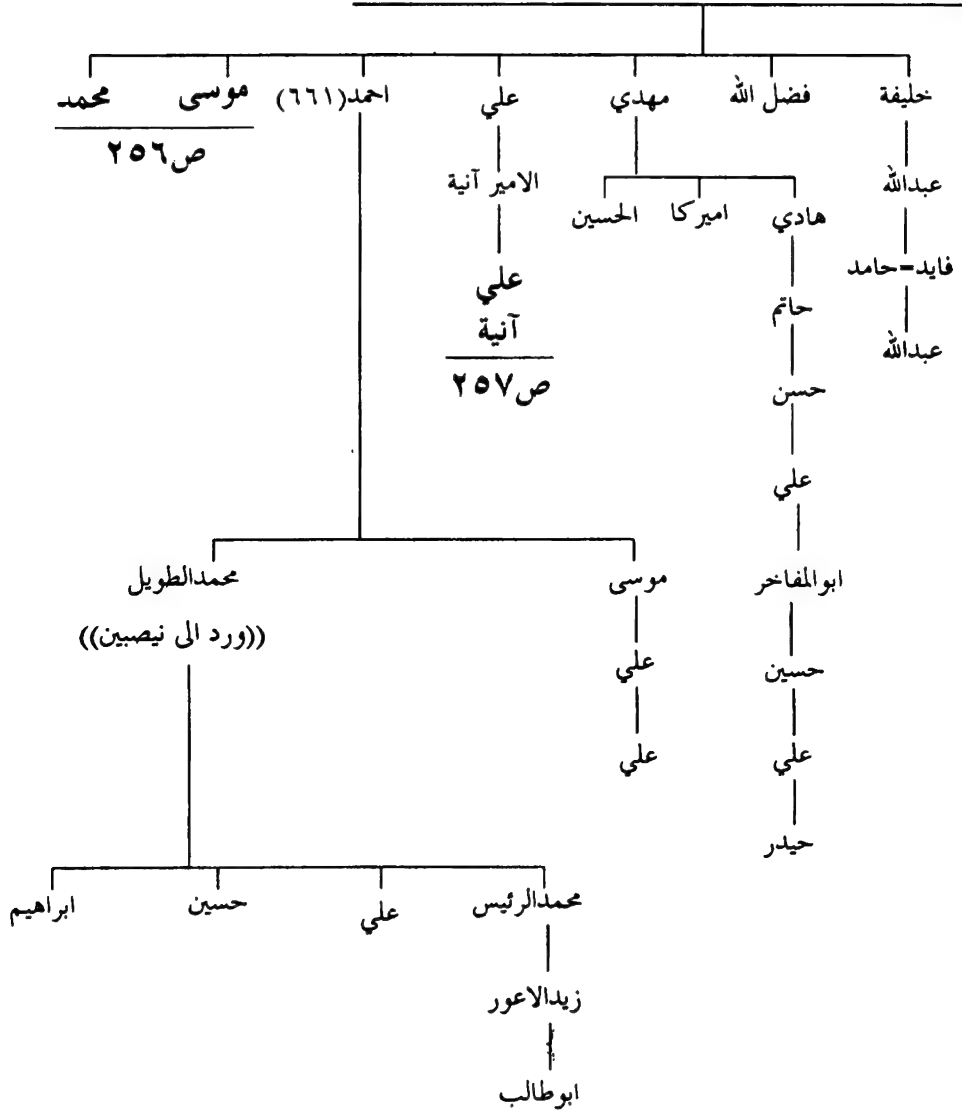 خليفة فضل الله مهدي علي احمد(٦٦١) موسى محمد
ص٢٥٦
عبدالله الامير آنية
هادي اميركا الحسين
فايد=حامد
علي
حاتم
آنية
عبدالله
ص٢٥٧
حسن
علي
ابوالمفاخر موسى محمدالطويل
((ورد الى نيصبين))
حسين علي
علي علي
حيدر
محمدالرئيس علي حسين ابراهيم
زيدالاعور
ابوطالب